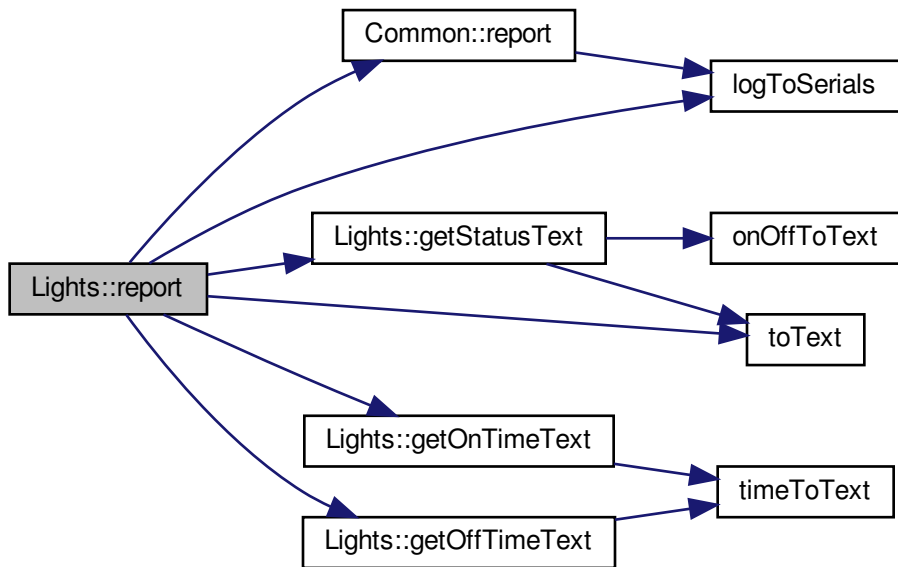 Common::report
logToSerials
Lights::getStatusText
onOffToText
Lights::report
toText
Lights::getOnTimeText
timeToText
Lights::getOffTimeText